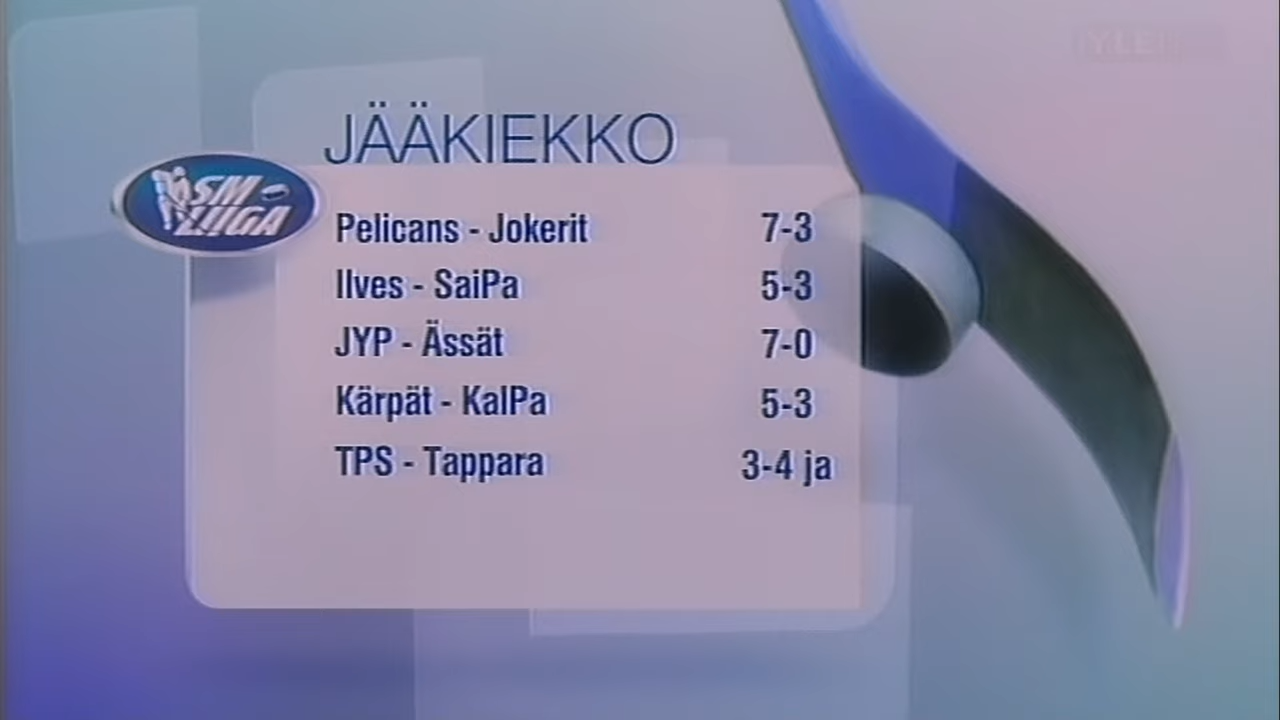 YLE
JÄÄKIEKKO
SM-
LIIGA
Pelicans - Jokerit 7-3
Ilves - SaiPa 5-3
JYP - Ässät 7-0
Kärpät - KalPa 5-3
TPS - Tappara 3-4 ja